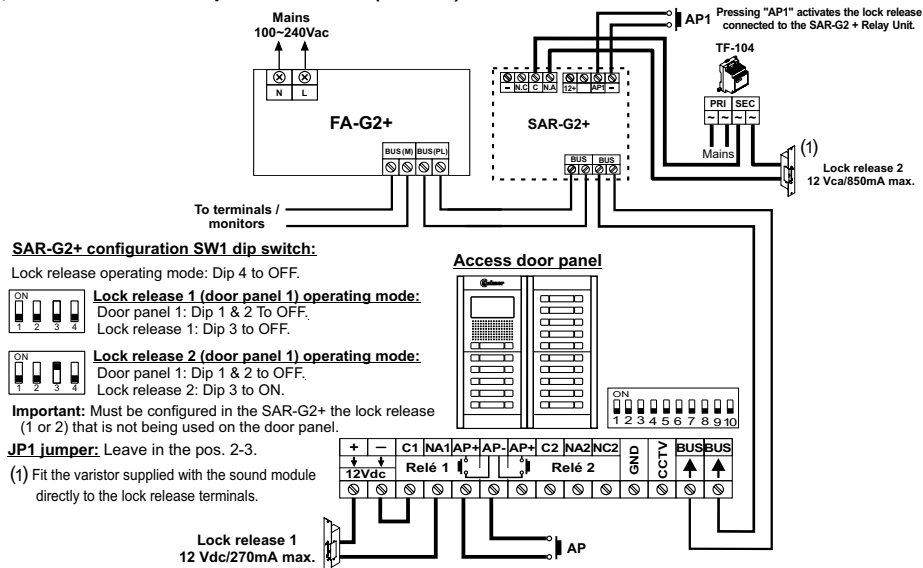 Mains
100~240Vac
N L
FA-G2+
BUS(M) BUS(PL)
To terminals /
monitors
- N.C C N.A 12+ AP1 -
SAR-G2+
BUS BUS
AP1
Pressing "AP1" activates the lock release
connected to the SAR-G2 + Relay Unit.
TF-104
PRI SEC
~ ~ ~ ~
Mains
(1)
Lock release 2
12 Vca/850mA max.
SAR-G2+ configuration SW1 dip switch:
Lock release operating mode: Dip 4 to OFF.
ON
1 2 3 4
Lock release 1 (door panel 1) operating mode:
Door panel 1: Dip 1 & 2 To OFF.
Lock release 1: Dip 3 to OFF.
ON
1 2 3 4
Lock release 2 (door panel 1) operating mode:
Door panel 1: Dip 1 & 2 to OFF.
Lock release 2: Dip 3 to ON.
Important: Must be configured in the SAR-G2+ the lock release
(1 or 2) that is not being used on the door panel.
JP1 jumper: Leave in the pos. 2-3.
(1) Fit the varistor supplied with the sound module
directly to the lock release terminals.
Access door panel
Golmar
ON
1 2 3 4 5 6 7 8 9 10
+ - C1 NA1 AP+ AP- AP+ C2 NA2 NC2 GND CCTV BUS BUS
12Vdc Relé 1 Relé 2
Lock release 1
12 Vdc/270mA max.
AP